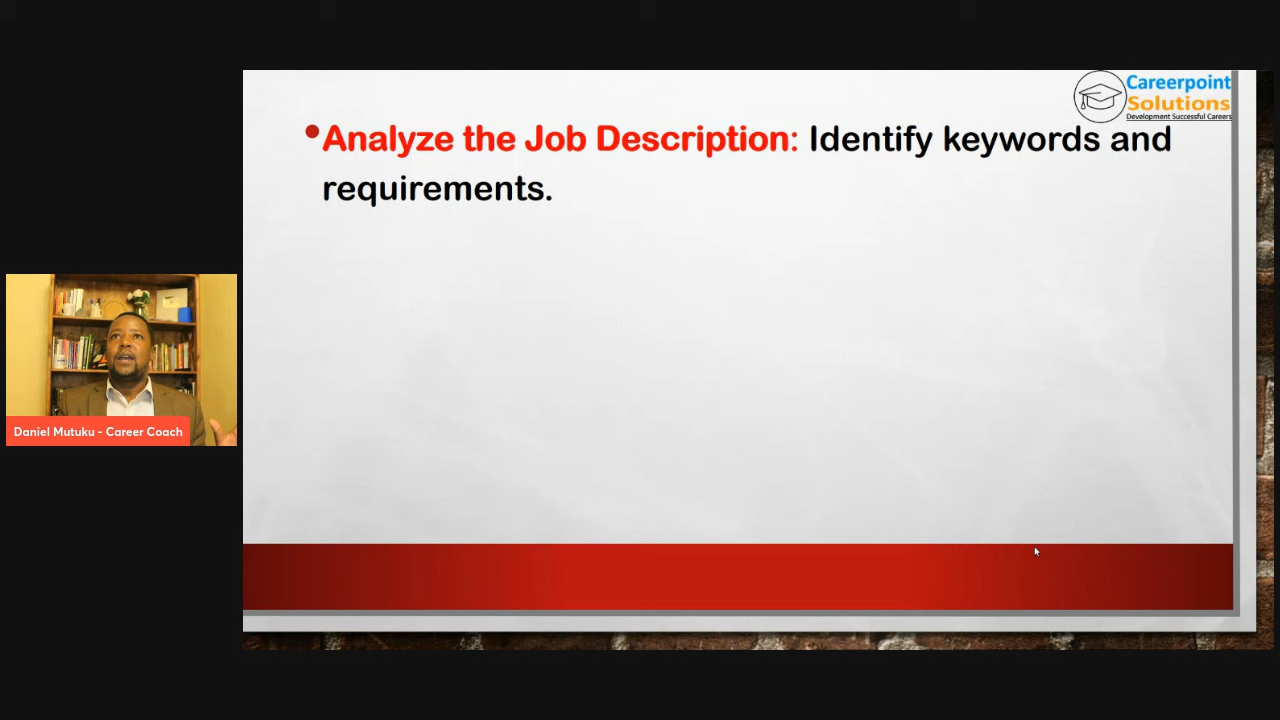 Careerpoint
Solutions
Development Successful Careers
•Analyze the Job Description: Identify keywords and
requirements.
Daniel Mutuku - Career Coach